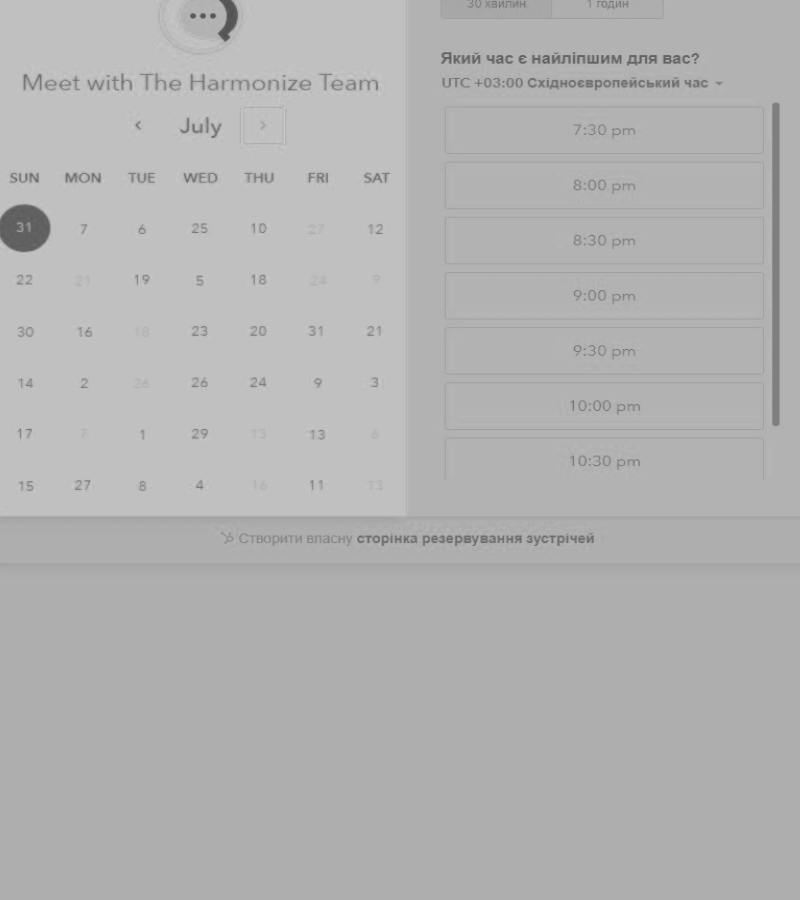 30 хвилин 1 годин
Meet with The Harmonize Team
July
SUN MON TUE WED THU FRI SAT
31 7 6 25 10 27 12
22 21 19 5 18 24 9
30 16 18 23 20 31 21
14 2 26 26 24 9 3
17 7 1 29 13 13 6
15 27 8 4 16 11 13
Який час є найліпшим для вас?
UTC +03:00 Східноєвропейський час
7:30 pm
8:00 pm
8:30 pm
9:00 pm
9:30 pm
10:00 pm
10:30 pm
Створити власну сторінка резервування зустрічей